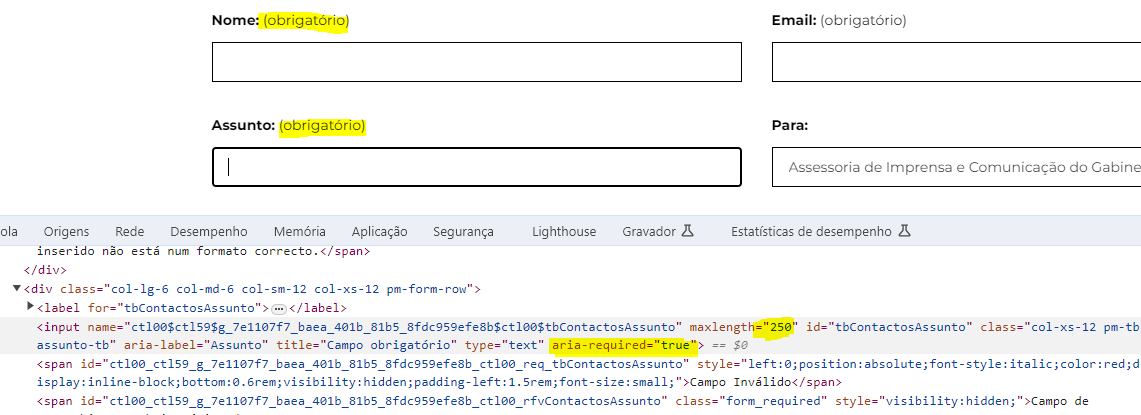 Nome: (obrigatório) Email: (obrigatório)
Assunto: (obrigatório) Para:
Assessoria de Imprensa e Comunicação do Gabine
ola Origens Rede Desempenho Memória Aplicação Segurança Lighthouse Gravador Estatísticas de desempenho
inserido não está num formato correcto.</span>
</div>
▼<div class="col-lg-6 col-md-6 col-sm-12 col-xs-12 pm-form-row">
▶<label for="tbContactosAssunto">…</label>
<input name="ctl00$ctl59$g_7e1107f7_baea_401b_81b5_8fdc959efe8b$ctl00$tbContactosAssunto" maxlength="250" id="tbContactosAssunto" class="col-xs-12 pm-tb
assunto-tb" aria-label="Assunto" title="Campo obrigatório" type="text" aria-required="true"> == $0
<span id="ctl00_ctl59_g_7e1107f7_baea_401b_81b5_8fdc959efe8b_ctl00_req_tbContactosAssunto" style="left:0;position:absolute;font-style:italic;color:red;d
isplay:inline-block;bottom:0.6rem;visibility:hidden;padding-left:1.5rem;font-size:small;">Campo Inválido</span>
<span id="ctl00_ctl59_g_7e1107f7_baea_401b_81b5_8fdc959efe8b_ctl00_rfvContactosAssunto" class="form_required" style="visibility:hidden;">Campo de